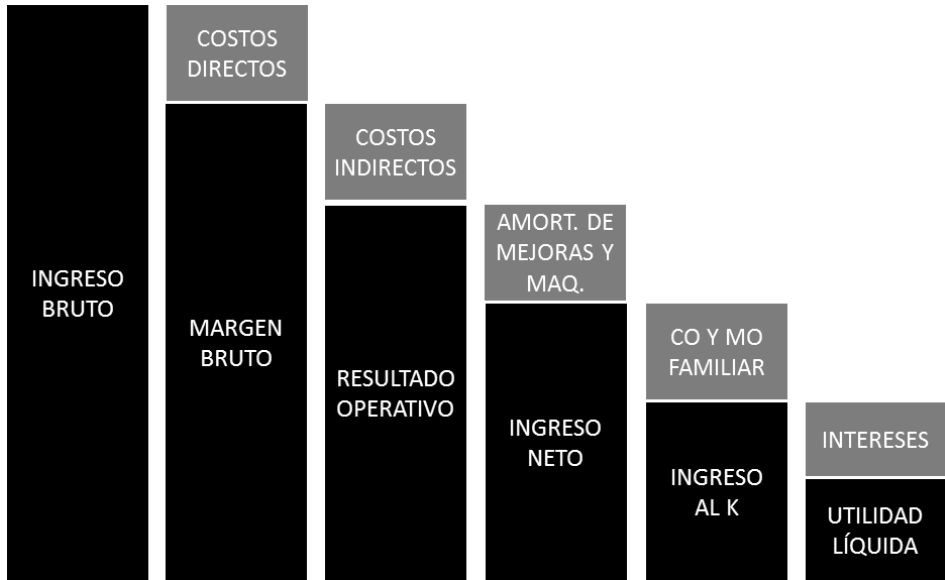 INGRESO
BRUTO
COSTOS
DIRECTOS
MARGEN
BRUTO
COSTOS
INDIRECTOS
RESULTADO
OPERATIVO
AMORT. DE
MEJORAS Y
MAQ.
INGRESO
NETO
CO Y MO
FAMILIAR
INGRESO
AL K
INTERESES
UTILIDAD
LÍQUIDA